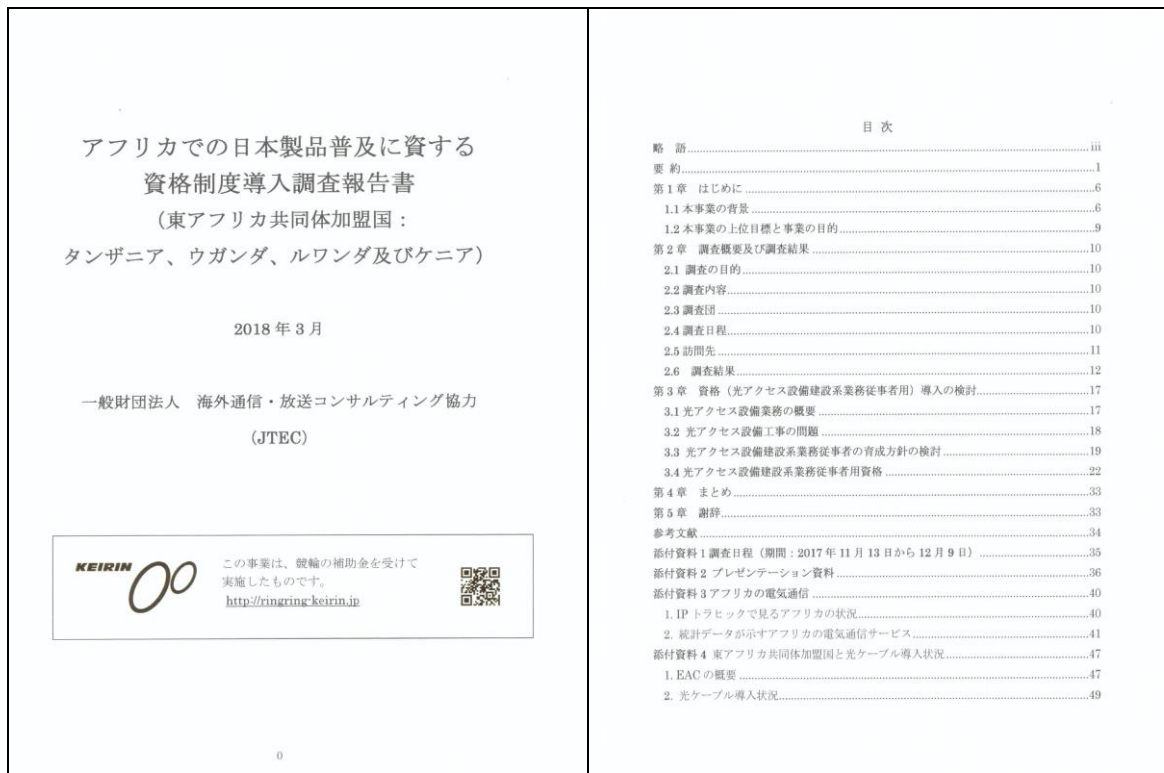 アフリカでの日本製品普及に資する
資格制度導入調査報告書
(東アフリカ共同体加盟国:
タンザニア、ウガンダ、ルワンダ及びケニア)
2018年3月
一般財団法人 海外通信・放送コンサルティング協力
(JTEC)
KEIRIN
この事業は、競輪の補助金を受けて
実施したものです。
http://ringring-keirin.jp
0
目 次
略 語 iii
要 約 1
第1章 はじめに 6
1.1 本事業の背景 6
1.2 本事業の上位目標と事業の目的 9
第2章 調査概要及び調査結果 10
2.1 調査の目的 10
2.2 調査内容 10
2.3 調査団 10
2.4 調査日程 10
2.5 訪問先 11
2.6 調査結果 12
第3章 資格(光アクセス設備建設系業務従事者用)導入の検討 17
3.1 光アクセス設備業務の概要 17
3.2 光アクセス設備工事の問題 18
3.3 光アクセス設備建設系業務従事者の育成方針の検討 19
3.4 光アクセス設備建設系業務従事者用資格 22
第4章 まとめ 33
第5章 謝辞 33
参考文献 34
添付資料1 調査日程(期間:2017年11月13日から12月9日) 35
添付資料2 プレゼンテーション資料 36
添付資料3 アフリカの電気通信 40
1. IPトラヒックで見るアフリカの状況 40
2. 統計データが示すアフリカの電気通信サービス 41
添付資料4 東アフリカ共同体加盟国と光ケーブル導入状況 47
1. EACの概要 47
2. 光ケーブル導入状況 49